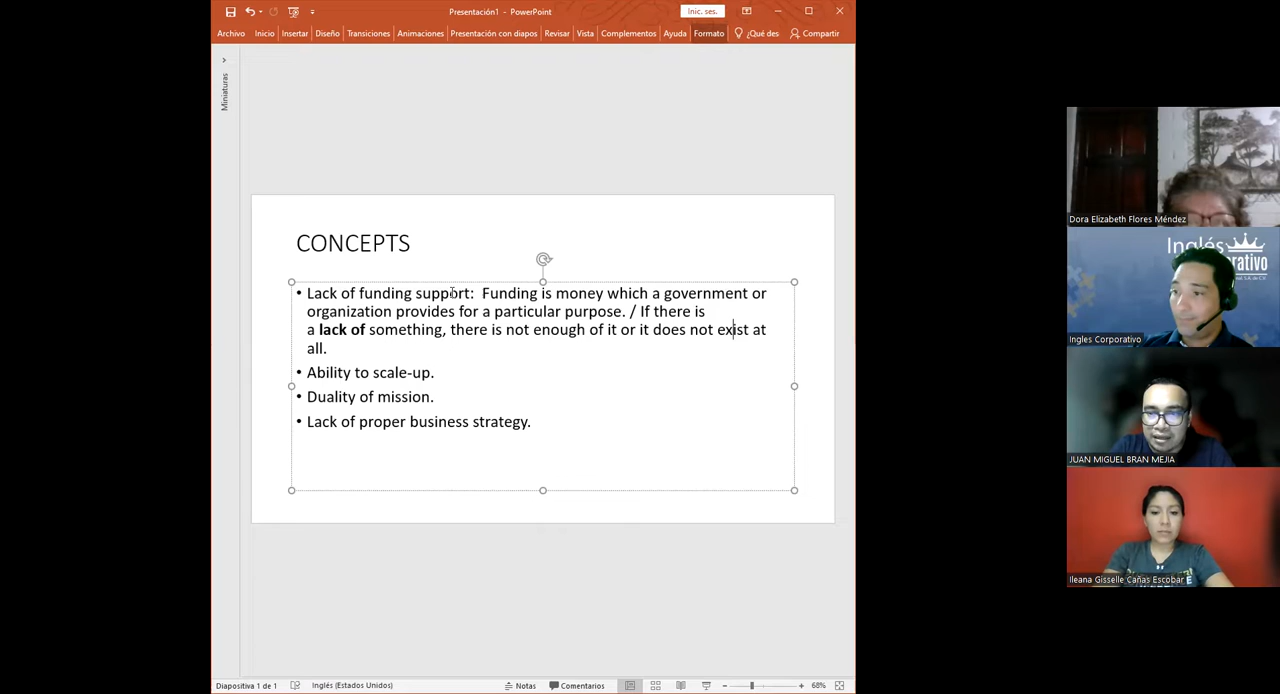 Presentación1 - PowerPoint
Inic. ses.
Archivo Inicio Insertar Diseño Transiciones Animaciones Presentación con diapos Revisar Vista Complementos Ayuda Formato ¿Qué des Compartir
Miniaturas
CONCEPTS
• Lack of funding support: Funding is money which a government or
organization provides for a particular purpose. / If there is
a lack of something, there is not enough of it or it does not exist at
all.
• Ability to scale-up.
• Duality of mission.
• Lack of proper business strategy.
Dora Elizabeth Flores Méndez
Inglés
Ingles Corporativo
JUAN MIGUEL BRAN MEJIA
Ileana Gisselle Cañas Escobar
Diapositiva 1 de 1 Inglés (Estados Unidos) Notas Comentarios 68%